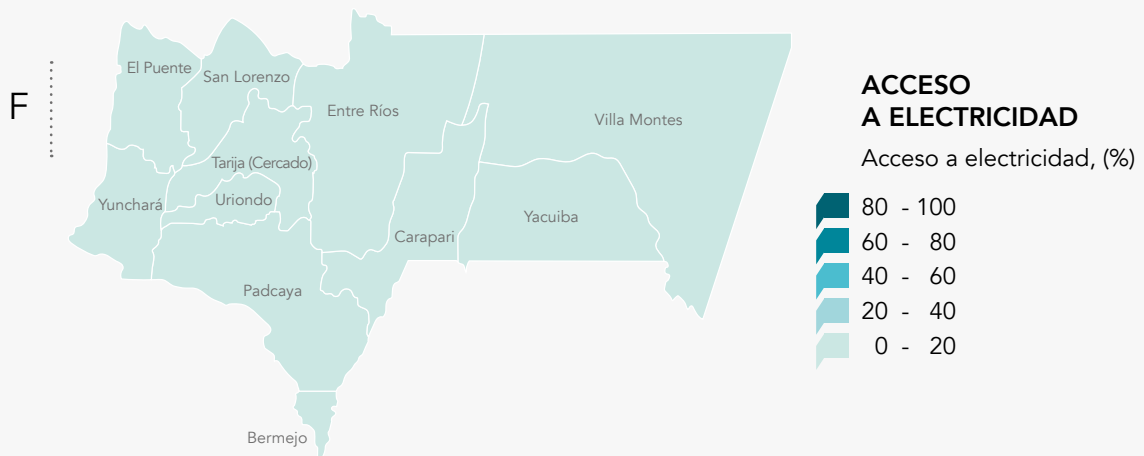 F
El Puente
San Lorenzo
Entre Ríos
Villa Montes
Tarija (Cercado)
Yunchará
Uriondo
Yacuiba
Carapari
Padcaya
Bermejo
ACCESO
A ELECTRICIDAD
Acceso a electricidad, (%)
80 - 100
60 - 80
40 - 60
20 - 40
0 - 20